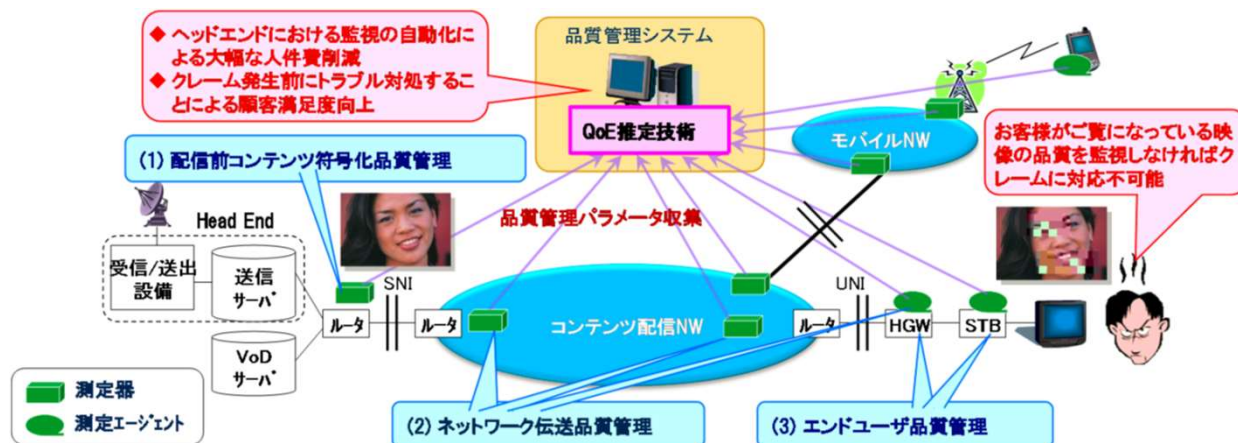 ◆ ヘッドエンドにおける監視の自動化に
よる大幅な人件費削減
◆ クレーム発生前にトラブル対処するこ
とによる顧客満足度向上
品質管理システム
QoE推定技術
モバイルNW
お客様がご覧になっている映
像の品質を監視しなければク
レームに対応不可能
(1) 配信前コンテンツ符号化品質管理
Head End
品質管理パラメータ収集
受信/送出
設備
送信
サーバ
SNI
UNI
ルータ
ルータ
コンテンツ配信NW
ルータ
HGW
STB
VoD
サーバ
測定器
測定エージェント
(2) ネットワーク伝送品質管理
(3) エンドユーザ品質管理